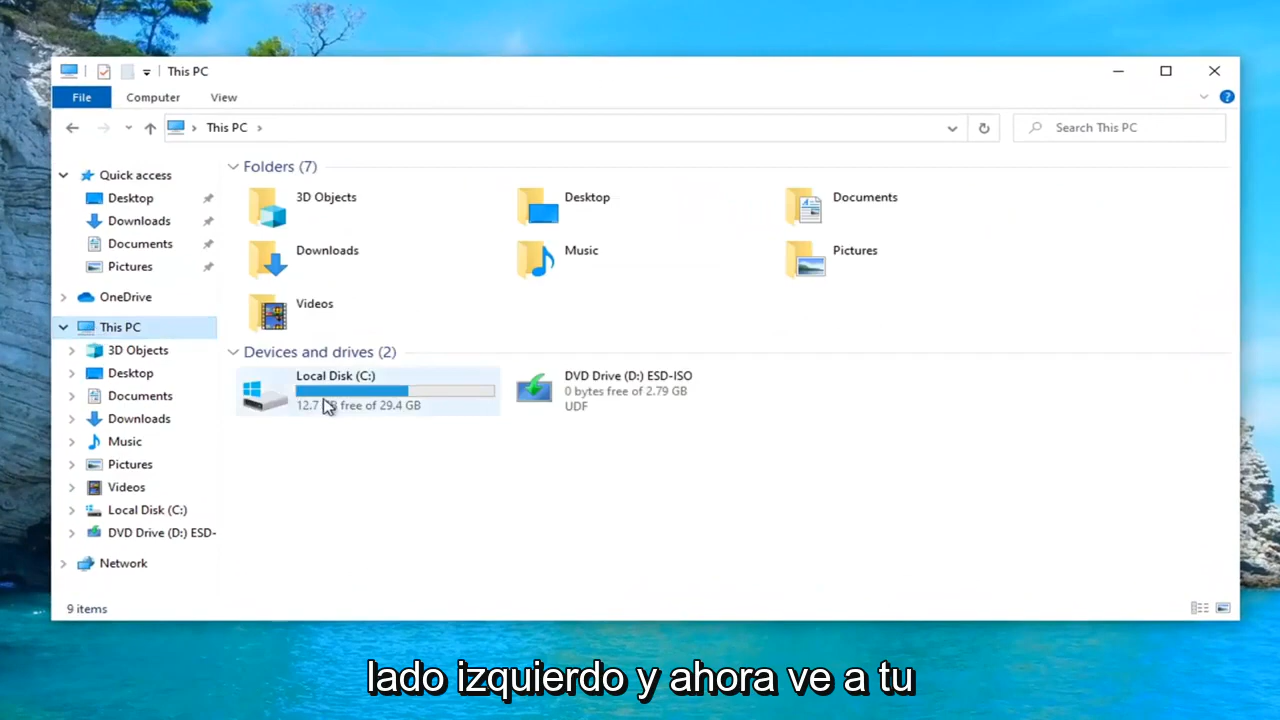 This PC
File
Computer
View
This PC
Search This PC
Quick access
Desktop
Downloads
Documents
Pictures
OneDrive
This PC
3D Objects
Desktop
Documents
Downloads
Music
Pictures
Videos
Local Disk (C:)
DVD Drive (D:) ESD-
Network
Folders (7)
3D Objects
Desktop
Documents
Downloads
Music
Pictures
Videos
Devices and drives (2)
Local Disk (C:)
12.7 free of 29.4 GB
DVD Drive (D:) ESD-ISO
0 bytes free of 2.79 GB
UDF
9 items
lado izquierdo y ahora ve a tu